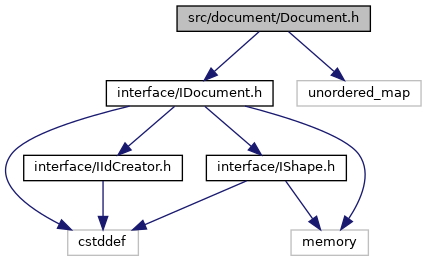 src/document/Document.h
interface/IDocument.h
unordered_map
interface/IIdCreator.h
interface/IShape.h
cstddef
memory